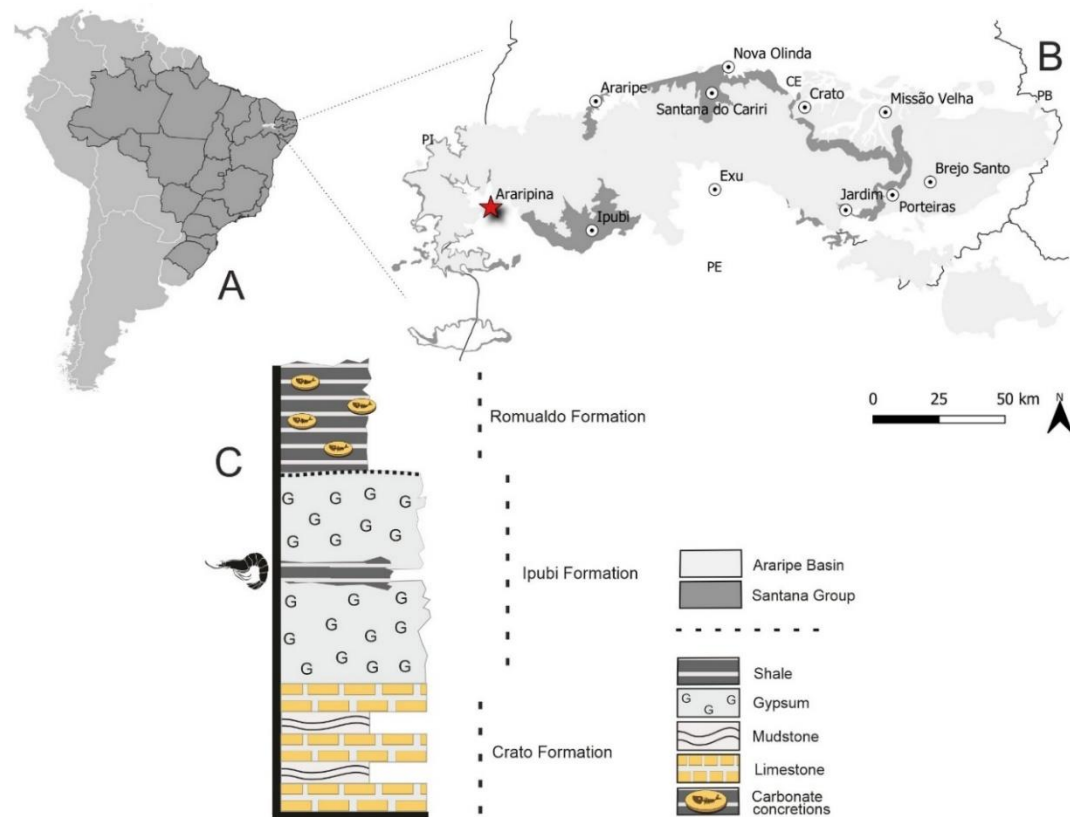 A
B
Nova Olinda
CE
Araripe
Santana do Cariri
Crato
Missão Velha
PB
PI
Araripina
Exu
Brejo Santo
Jardim
Porteiras
Ipubi
PE
0 25 50 km
N
C
Romualdo Formation
G G G G
G G
G G G
Ipubi Formation
G G G
G G G
G G
G G G
Crato Formation
Araripe Basin
Santana Group
Shale
G G
G
Gypsum
Mudstone
Limestone
Carbonate
concretions